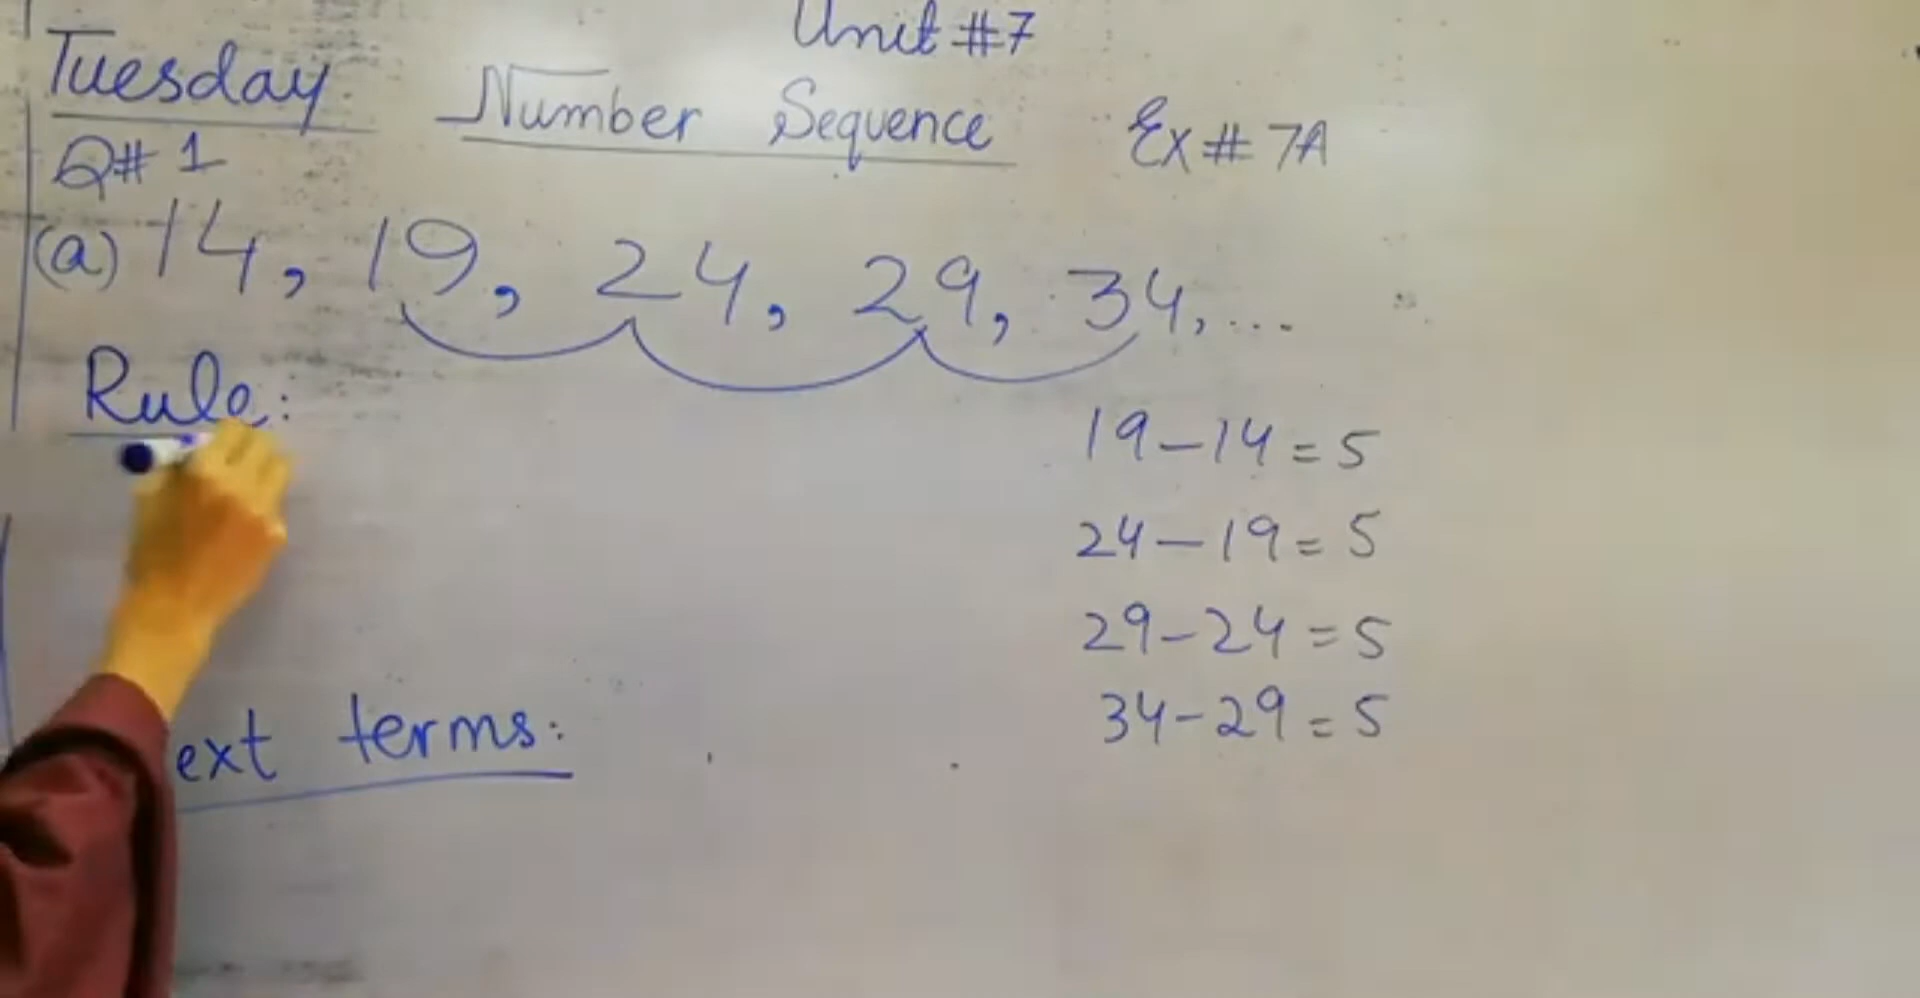 Unit #7
Tuesday
Number Sequence
Ex # 7A
Q# 1
(a) 14, 19, 24, 29, 34, ...
Rule:
19-14=5
24-19=5
29-24=5
34-29=5
ext terms: